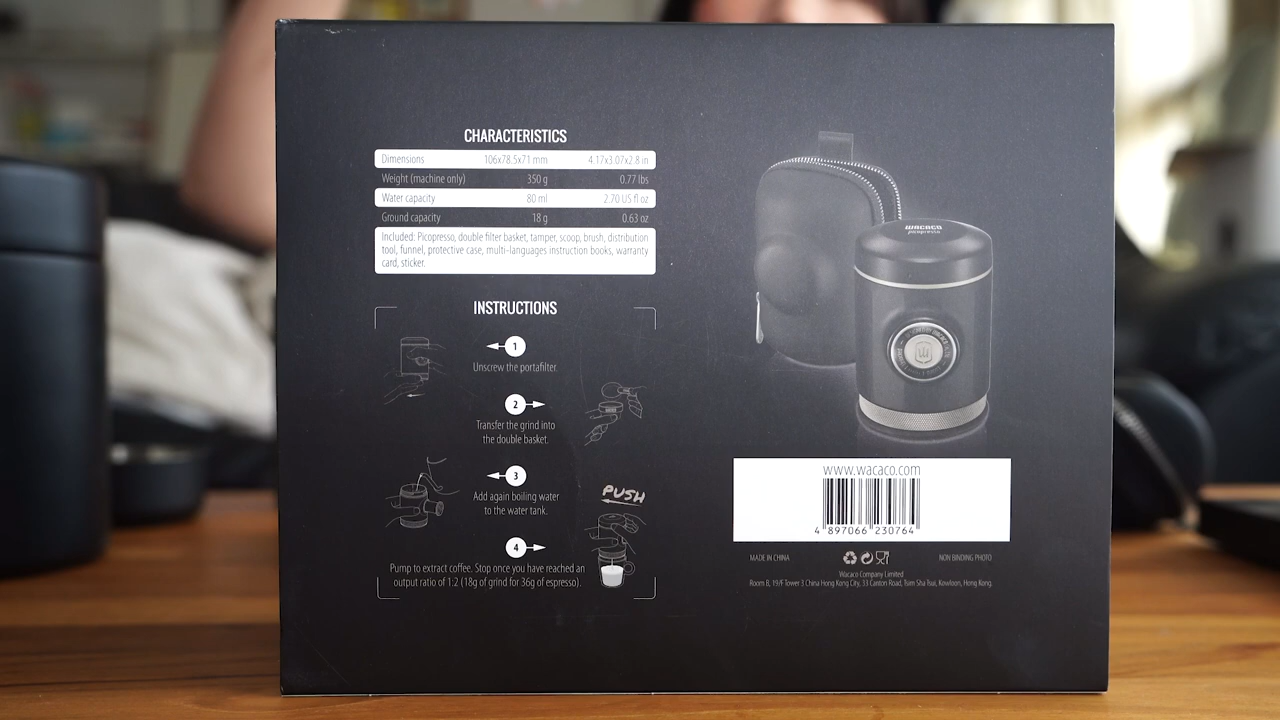 CHARACTERISTICS
Dimensions 106x78.5x71 mm 4.17x3.07x2.8 in
Weight (machine only) 350 g 0.77 lbs
Water capacity 80 ml 2.70 US fl oz
Ground capacity 18 g 0.63 oz
Included: Picopresso, double filter basket, tamper, scoop, brush, distribution
tool, funnel, protective case, multi-languages instruction books, warranty
card, sticker.
INSTRUCTIONS
1
Unscrew the portafilter.
2
Transfer the grind into
the double basket.
3
Add again boiling water
to the water tank.
PUSH
4
Pump to extract coffee. Stop once you have reached an
output ratio of 1:2 (18g of grind for 36g of espresso).
WACACO
picopresso
W
www.wacaco.com
4 897066 230764
MADE IN CHINA
NON BINDING PHOTO
Wacaco Company Limited
Room B, 19/F Tower 3 China Hong Kong City, 33 Canton Road, Tsim Sha Tsui, Kowloon, Hong Kong.